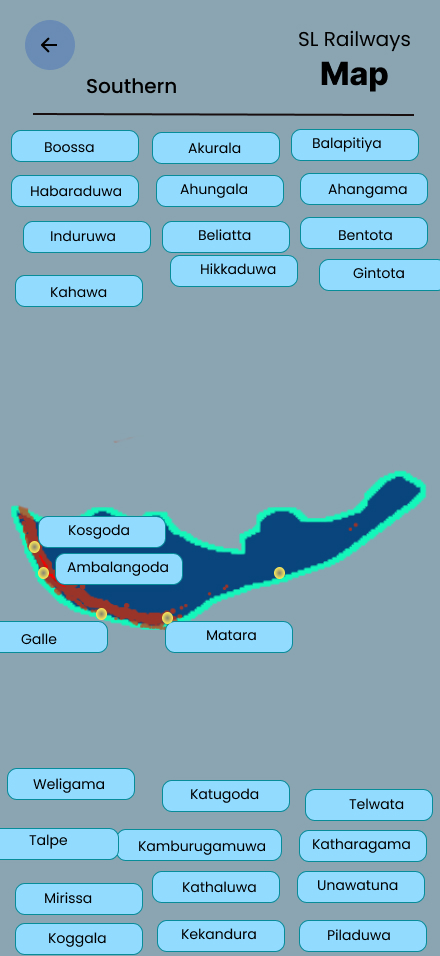 SL Railways
Map
Southern
Boossa
Akurala
Balapitiya
Habaraduwa
Ahungala
Ahangama
Induruwa
Beliatta
Bentota
Kahawa
Hikkaduwa
Gintota
Kosgoda
Ambalangoda
Galle
Matara
Weligama
Katugoda
Telwata
Talpe
Kamburugamuwa
Katharagama
Mirissa
Kathaluwa
Unawatuna
Koggala
Kekandura
Piladuwa